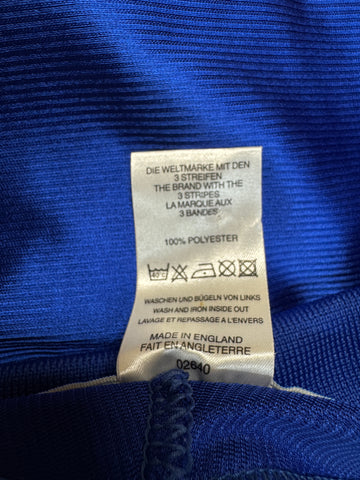 DIE WELTMARKE MIT DEN
3 STREIFEN
THE BRAND WITH THE
3 STRIPES
LA MARQUE AUX
3 BANDES
100% POLYESTER
40°C
WASCHEN UND BÜGELN VON LINKS
WASH AND IRON INSIDE OUT
LAVAGE ET REPASSAGE A L'ENVERS
MADE IN ENGLAND
FAIT EN ANGLETERRE
02640